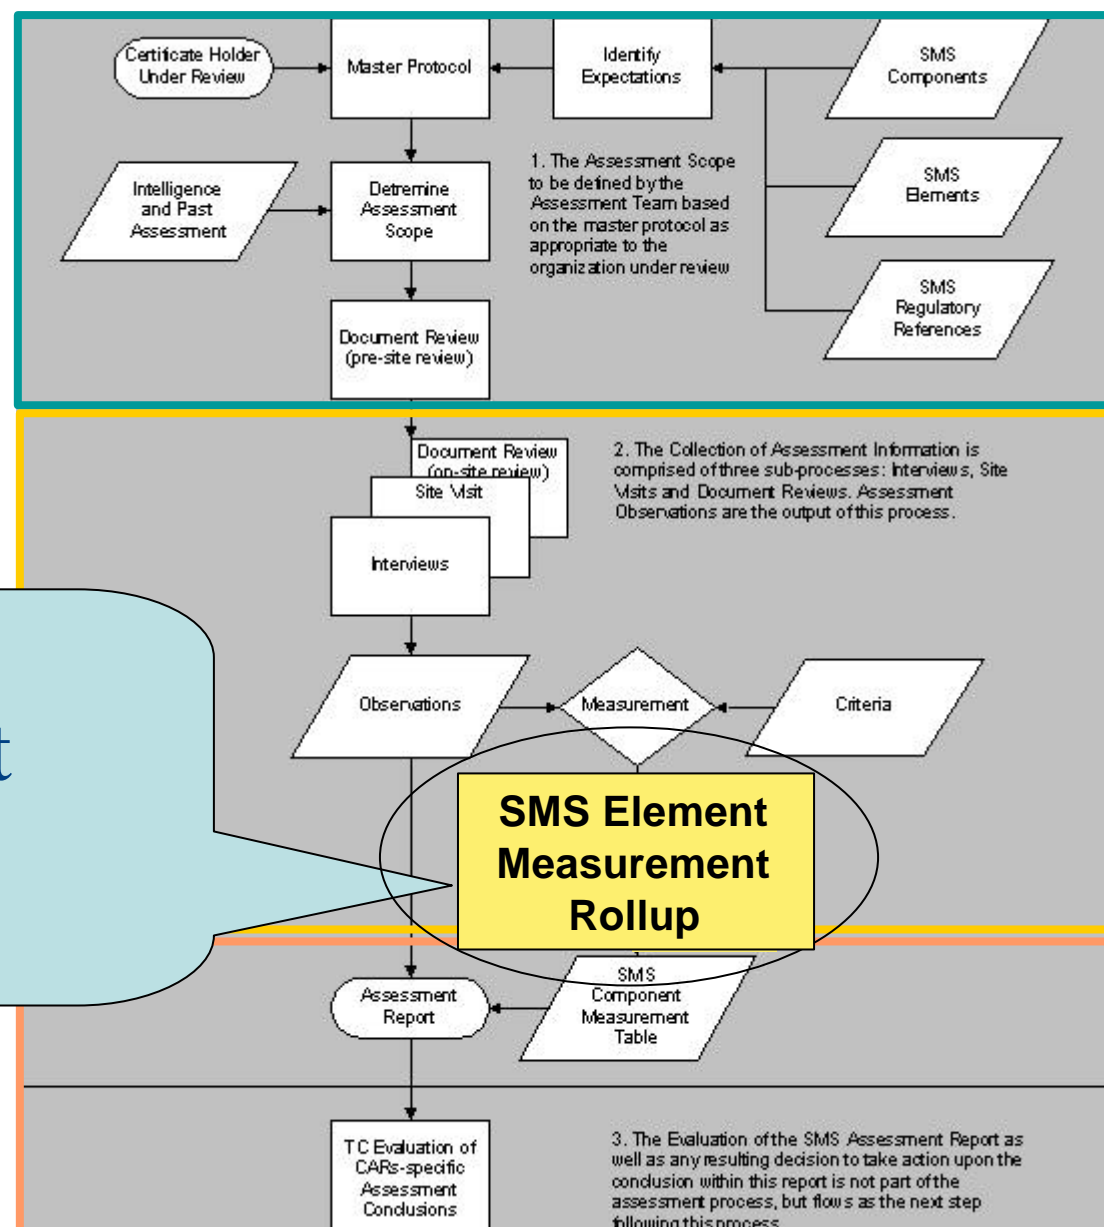 Certificate Holder
Under Review
Master Protocol
Identify
Expectations
SMS
Components
Intelligence
and Past
Assessment
Detremine
Assessment
Scope
1. The Assessment Scope
to be defined by the
Assessment Team based
on the master protocol as
appropriate to the
organization under review
SMS
Elements
SMS
Regulatory
References
Document Review
(pre-site review)
Document Review
(on-site review)
Site Visit
Interviews
2. The Collection of Assessment Information is
comprised of three sub-processes: Interviews, Site
Visits and Document Reviews. Assessment
Observations are the output of this process.
Observations
Measurement
Criteria
t
SMS Element
Measurement
Rollup
Assessment
Report
SMS
Component
Measurement
Table
TC Evaluation of
CARs-specific
Assessment
Conclusions
3. The Evaluation of the SMS Assessment Report as
well as any resulting decision to take action upon the
conclusion within this report is not part of the
assessment process, but flows as the next step
following this process.